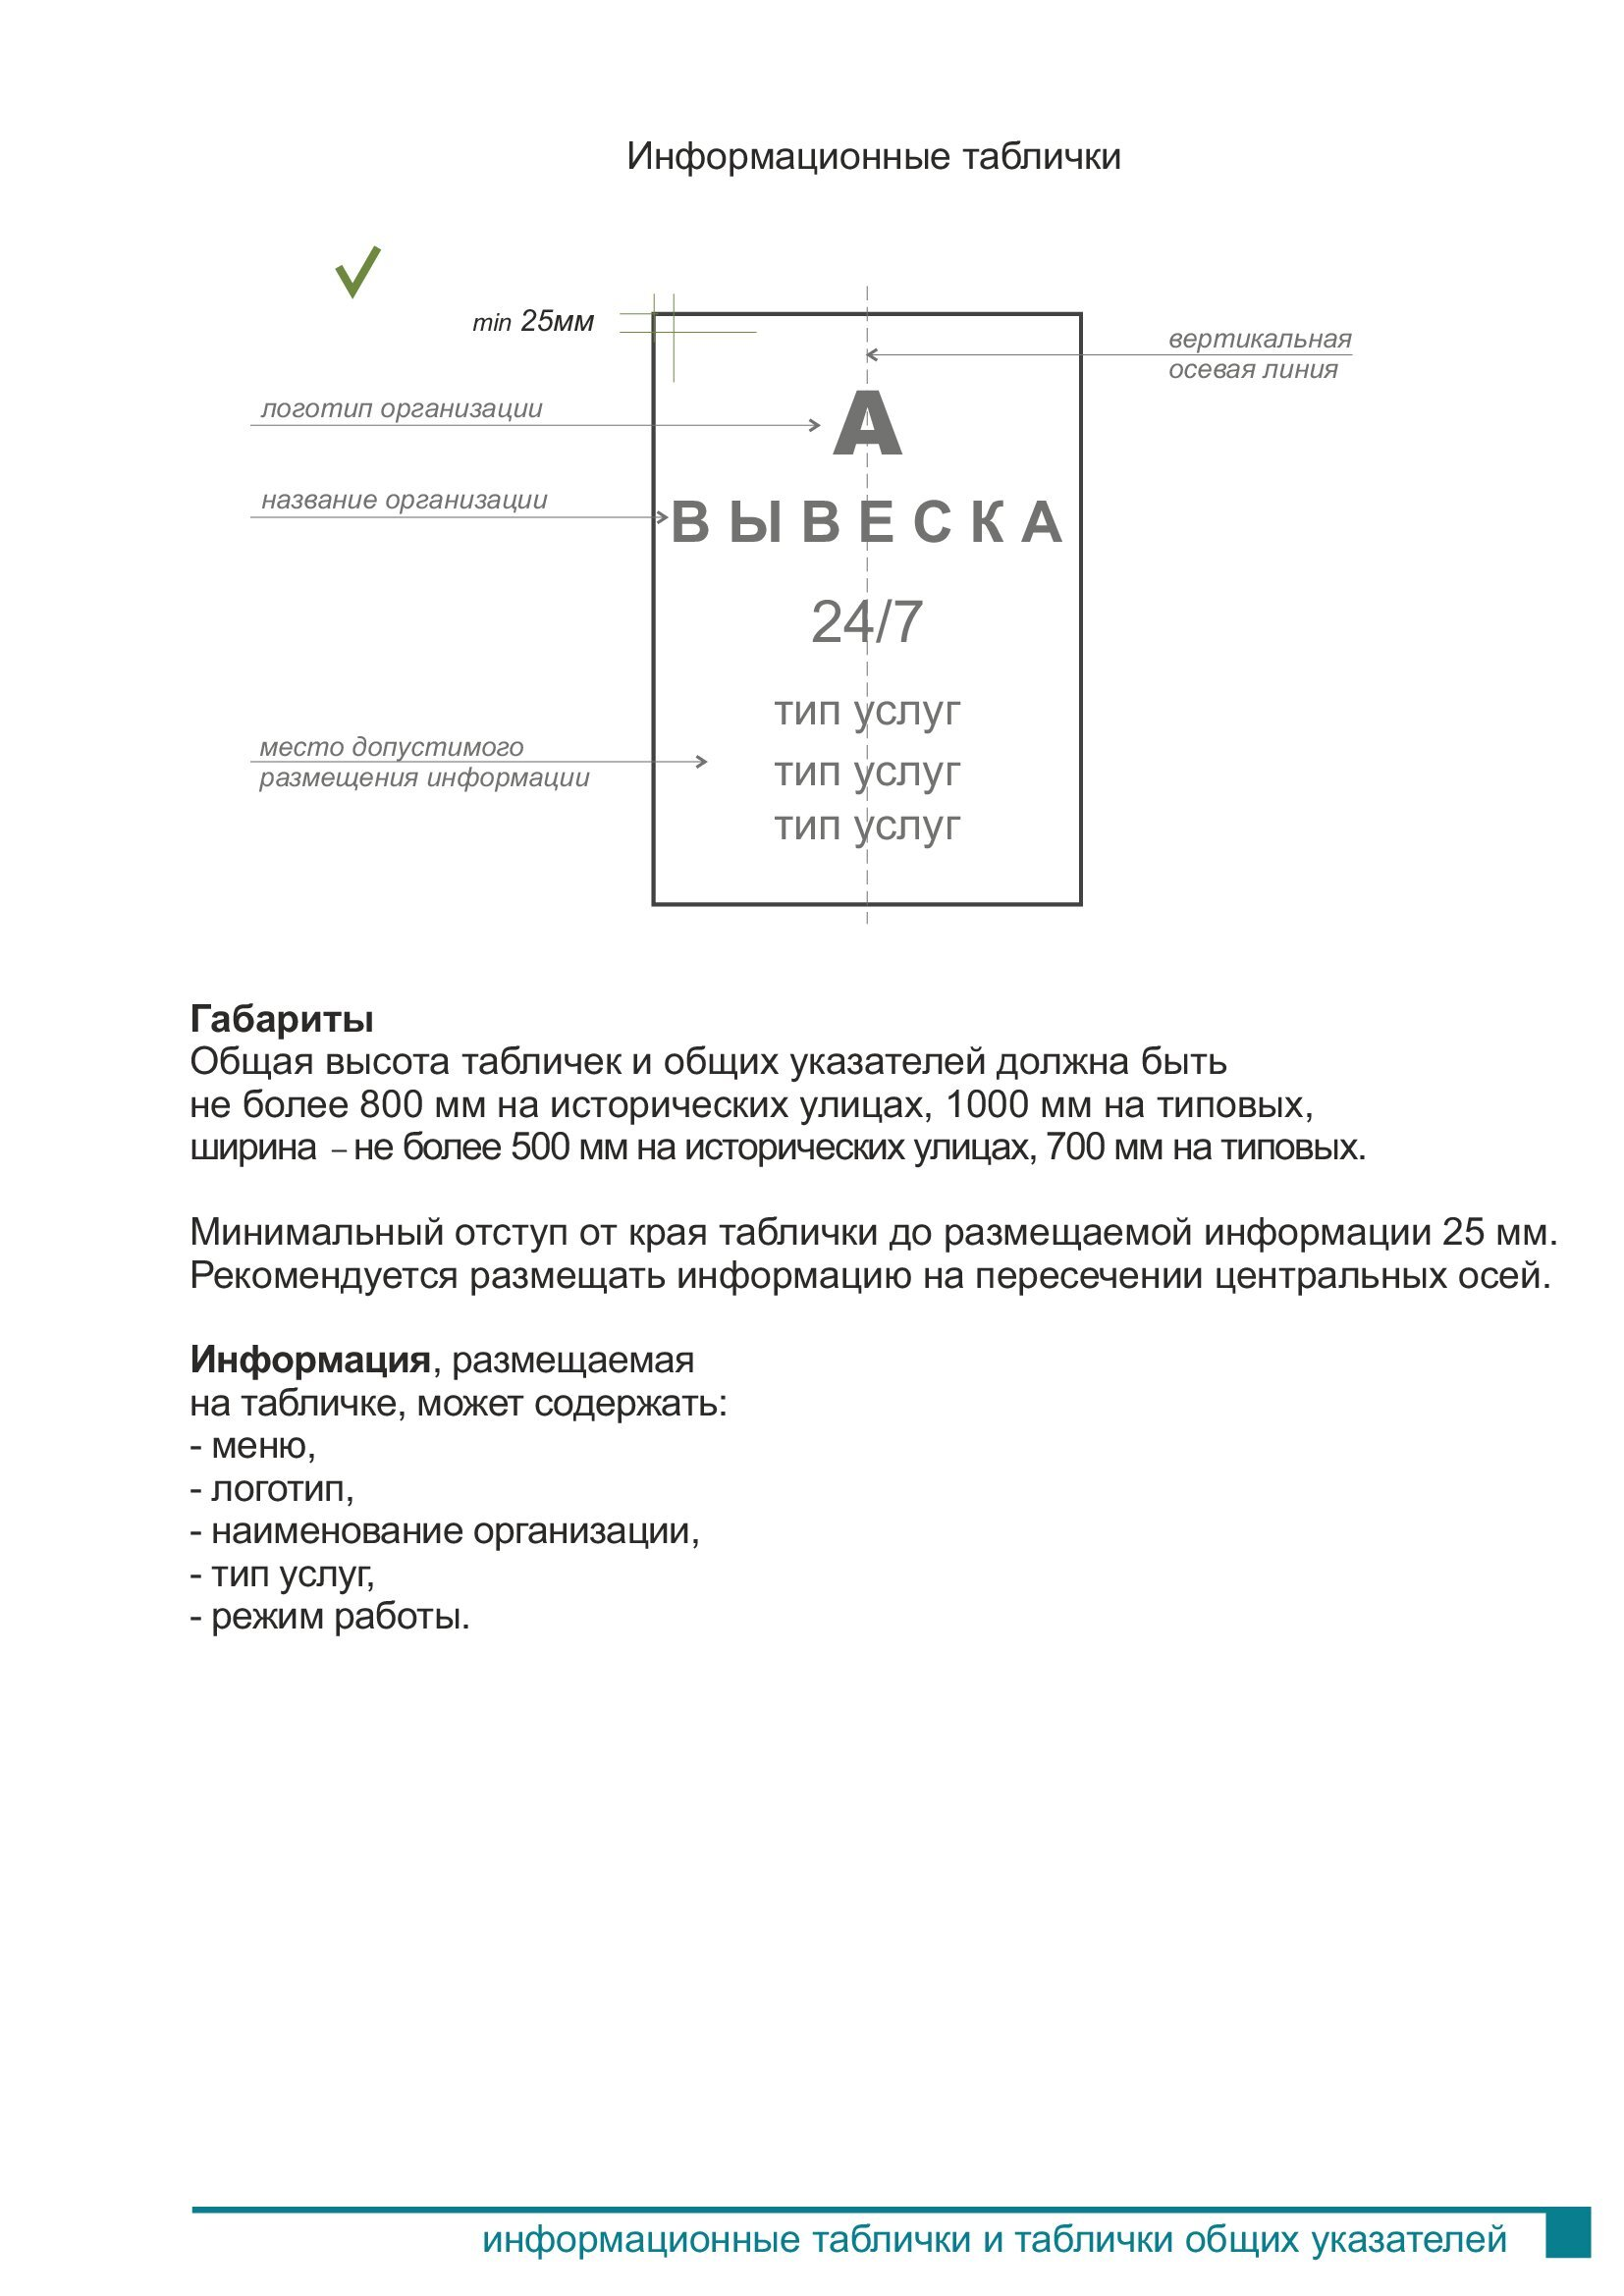 Информационные таблички
min 25мм
вертикальная
осевая линия
логотип организации
А
название организации
ВЫВЕСКА
24/7
тип услуг
место допустимого
размещения информации
тип услуг
тип услуг
Габариты
Общая высота табличек и общих указателей должна быть
не более 800 мм на исторических улицах, 1000 мм на типовых,
ширина – не более 500 мм на исторических улицах, 700 мм на типовых.
Минимальный отступ от края таблички до размещаемой информации 25 мм.
Рекомендуется размещать информацию на пересечении центральных осей.
Информация, размещаемая
на табличке, может содержать:
- меню,
- логотип,
- наименование организации,
- тип услуг,
- режим работы.
информационные таблички и таблички общих указателей